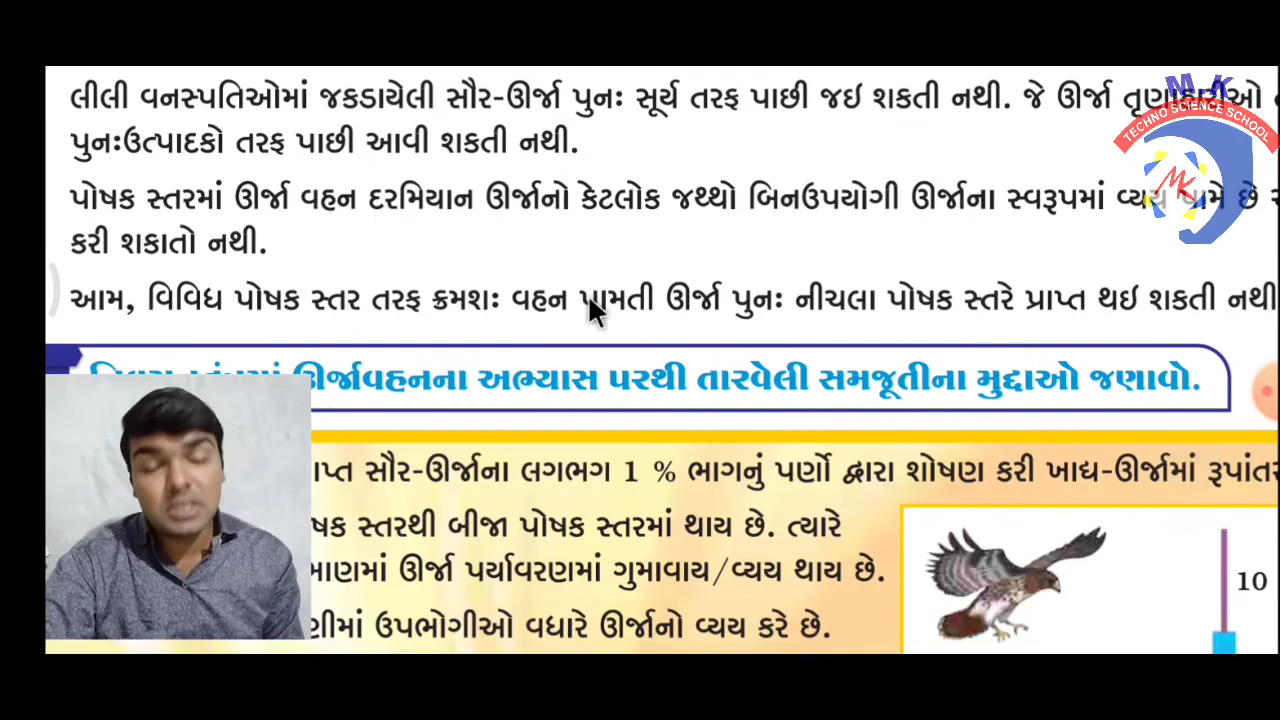 લીલી વનસ્પતિઓમાં જકડાયેલી સૌર-ઊર્જા પુનઃ સૂર્ય તરફ પાછી જઇ શકતી નથી. જે ઊર્જા તૃણાહારીઓ
પુનઃઉત્પાદકો તરફ પાછી આવી શકતી નથી.
પોષક સ્તરમાં ઊર્જા વહન દરમિયાન ઊર્જાનો કેટલોક જથ્થો બિનઉપયોગી ઊર્જાના સ્વરૂપમાં વ્યય પામે છે
કરી શકાતો નથી.
આમ, વિવિધ પોષક સ્તર તરફ ક્રમશઃ વહન પામતી ઊર્જા પુનઃ નીચલા પોષક સ્તરે પ્રાપ્ત થઇ શકતી નથી
ઊર્જાવહનના અભ્યાસ પરથી તારવેલી સમજૂતીના મુદ્દાઓ જણાવો.
પ્ત સૌર-ઊર્જાના લગભગ 1 % ભાગનું પર્ણો દ્વારા શોષણ કરી ખાદ્ય-ઊર્જામાં રૂપાંતર
ષક સ્તરથી બીજા પોષક સ્તરમાં થાય છે. ત્યારે
માણમાં ઊર્જા પર્યાવરણમાં ગુમાવાય/વ્યય થાય છે.
ણીમાં ઉપભોગીઓ વધારે ઊર્જાનો વ્યય કરે છે.
10
M.K
TECHNO SCIENCE SCHOOL
MK